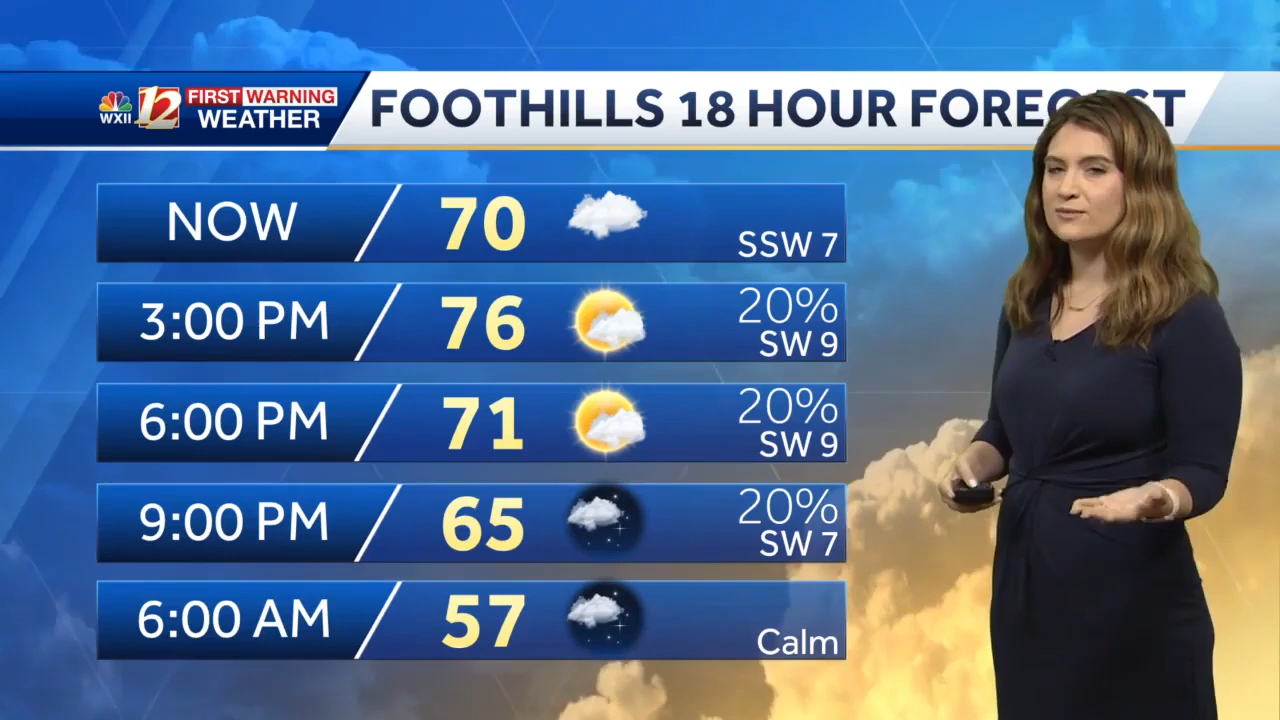 WXII 12 FIRST WARNING
WEATHER
FOOTHILLS 18 HOUR FORECAST
NOW 70 SSW 7
3:00 PM 76 20% SW 9
6:00 PM 71 20% SW 9
9:00 PM 65 20% SW 7
6:00 AM 57 Calm